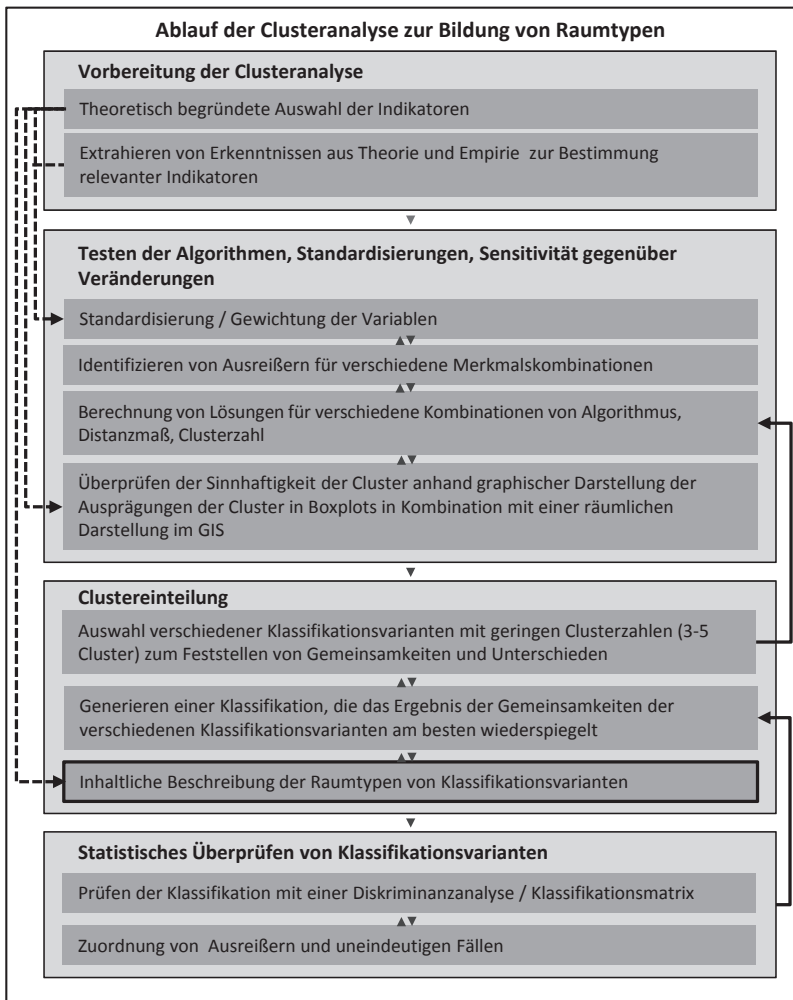 Ablauf der Clusteranalyse zur Bildung von Raumtypen
Vorbereitung der Clusteranalyse
Theoretisch begründete Auswahl der Indikatoren
Extrahieren von Erkenntnissen aus Theorie und Empirie zur Bestimmung
relevanter Indikatoren
Testen der Algorithmen, Standardisierungen, Sensitivität gegenüber
Veränderungen
Standardisierung / Gewichtung der Variablen
Identifizieren von Ausreißern für verschiedene Merkmalskombinationen
Berechnung von Lösungen für verschiedene Kombinationen von Algorithmus,
Distanzmaß, Clusterzahl
Überprüfen der Sinnhaftigkeit der Cluster anhand graphischer Darstellung der
Ausprägungen der Cluster in Boxplots in Kombination mit einer räumlichen
Darstellung im GIS
Clustereinteilung
Auswahl verschiedener Klassifikationsvarianten mit geringen Clusterzahlen (3-5
Cluster) zum Feststellen von Gemeinsamkeiten und Unterschieden
Generieren einer Klassifikation, die das Ergebnis der Gemeinsamkeiten der
verschiedenen Klassifikationsvarianten am besten wiederspiegelt
Inhaltliche Beschreibung der Raumtypen von Klassifikationsvarianten
Statistisches Überprüfen von Klassifikationsvarianten
Prüfen der Klassifikation mit einer Diskriminanzanalyse / Klassifikationsmatrix
Zuordnung von Ausreißern und uneindeutigen Fällen